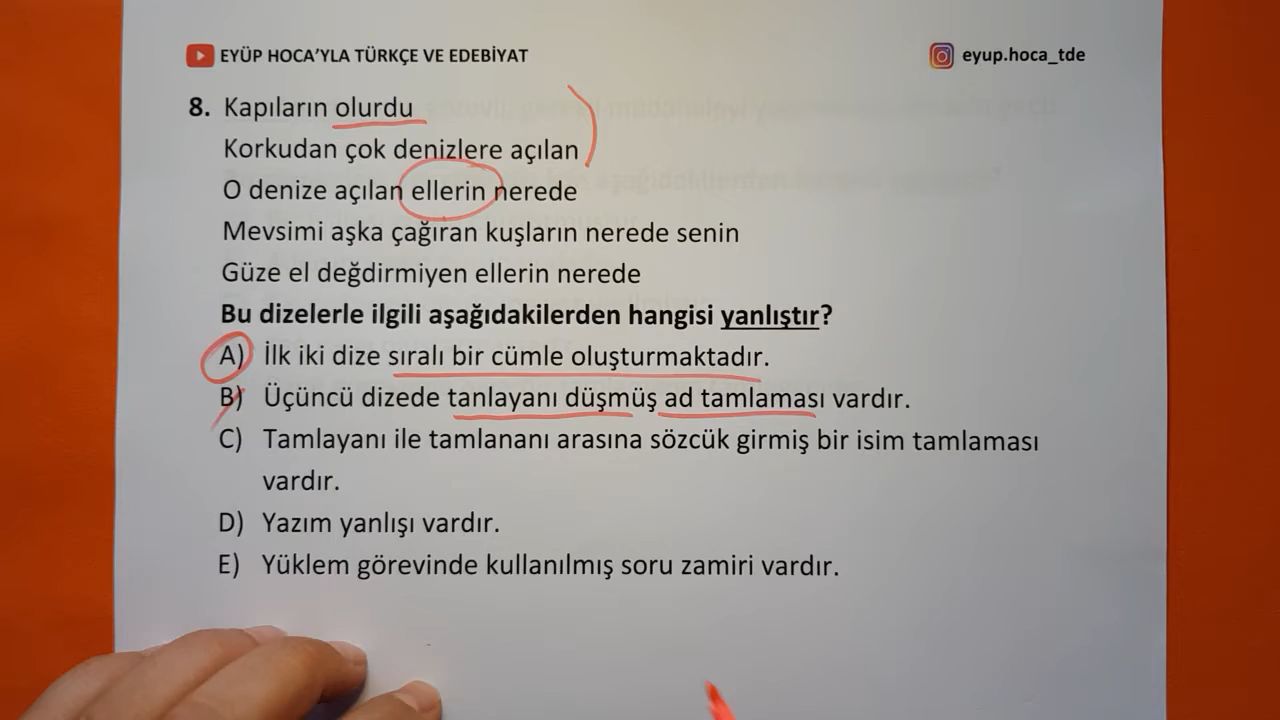 EYÜP HOCA'YLA TÜRKÇE VE EDEBİYAT
eyup.hoca_tde
8. Kapıların olurdu
Korkudan çok denizlere açılan
O denize açılan ellerin nerede
Mevsimi aşka çağıran kuşların nerede senin
Güze el değdirmiyen ellerin nerede
Bu dizelerle ilgili aşağıdakilerden hangisi yanlıştır?
A) İlk iki dize sıralı bir cümle oluşturmaktadır.
B) Üçüncü dizede tanlayanı düşmüş ad tamlaması vardır.
C) Tamlayanı ile tamlananı arasına sözcük girmiş bir isim tamlaması
vardır.
D) Yazım yanlışı vardır.
E) Yüklem görevinde kullanılmış soru zamiri vardır.